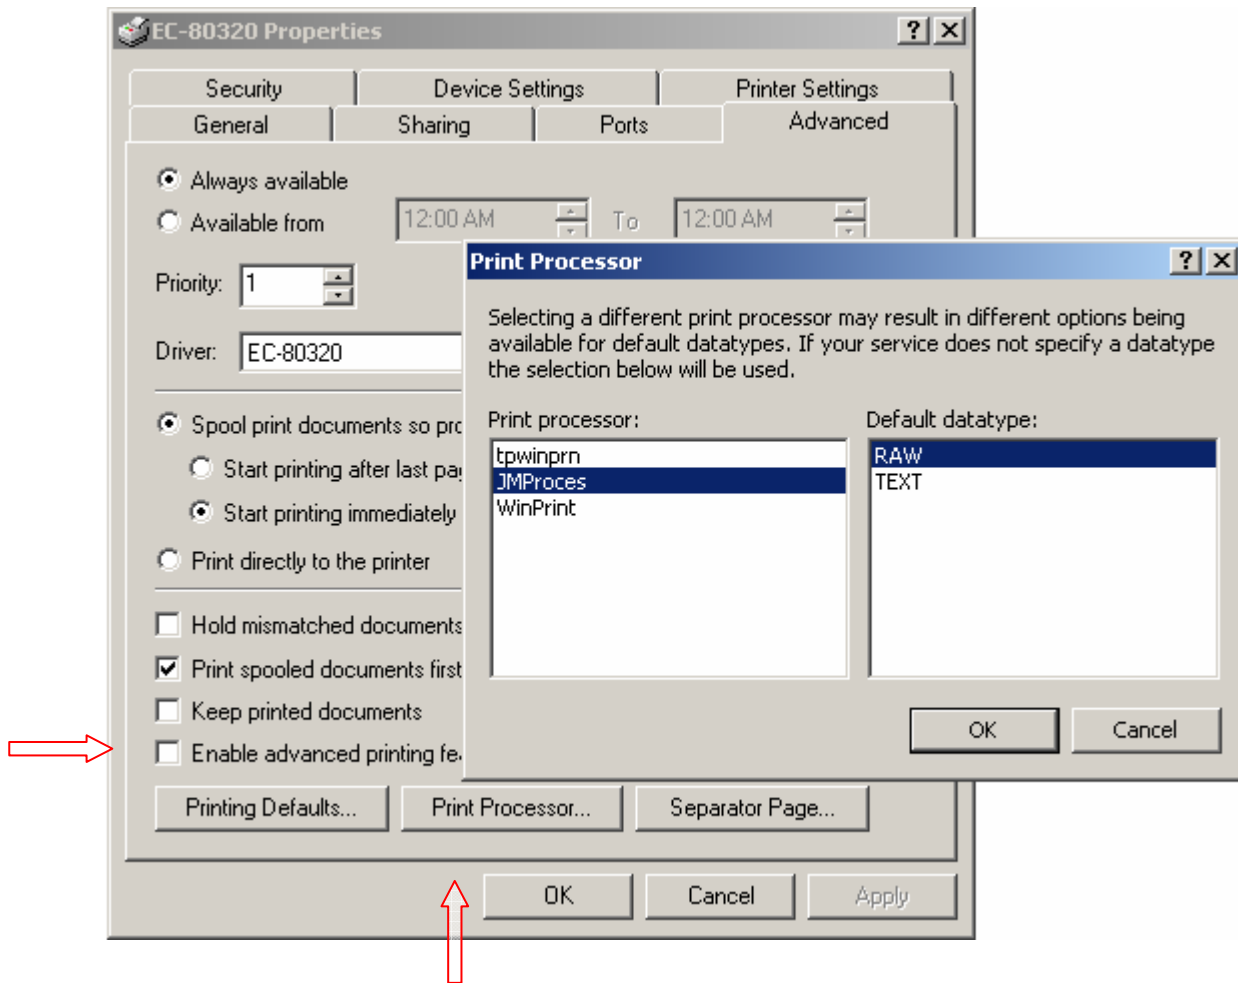 EC-80320 Properties
Security
Device Settings
Printer Settings
General
Sharing
Ports
Advanced
Always available
Available from
12:00 AM
To
12:00 AM
Priority:
1
Driver:
EC-80320
Spool print documents so pro
Start printing after last pag
Start printing immediately
Print directly to the printer
Hold mismatched documents
Print spooled documents first
Keep printed documents
Enable advanced printing fe
Printing Defaults...
Print Processor...
Separator Page...
OK
Cancel
Apply
Print Processor
Selecting a different print processor may result in different options being
available for default datatypes. If your service does not specify a datatype
the selection below will be used.
Print processor:
Default datatype:
tpwinprn
JMProces
WinPrint
RAW
TEXT
OK
Cancel